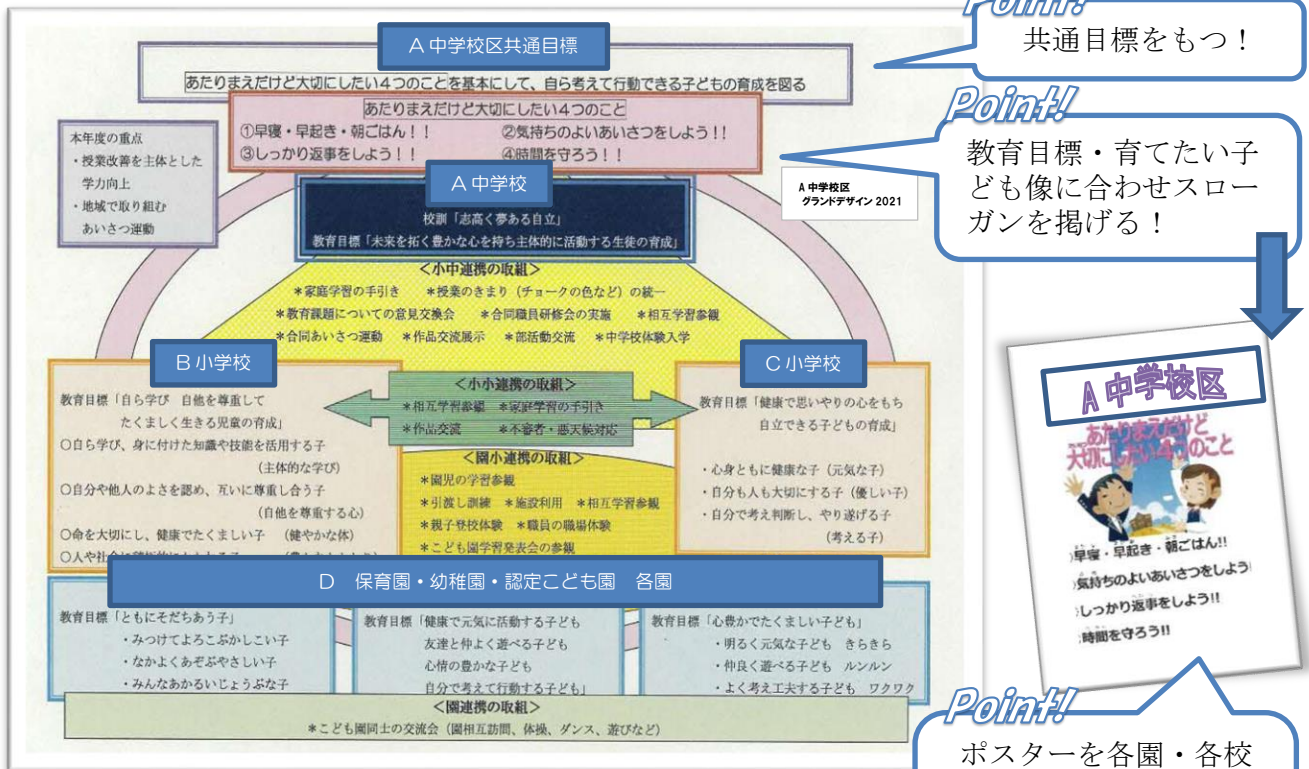 A 中学校区共通目標
あたりまえだけど大切にしたい4つのことを基本にして、自ら考えて行動できる子どもの育成を図る
あたりまえだけど大切にしたい4つのこと
①早寝・早起き・朝ごはん!! ②気持ちのよいあいさつをしよう!!
③しっかり返事をしよう!! ④時間を守ろう!!
本年度の重点
・授業改善を主体とした
学力向上
・地域で取り組む
あいさつ運動
A 中学校
校訓「志高く夢ある自立」
教育目標「未来を拓く豊かな心を持ち主体的に活動する生徒の育成」
A 中学校区
グランドデザイン 2021
<小中連携の取組>
*家庭学習の手引き *授業のきまり(チョークの色など)の統一
*教育課題についての意見交換会 *合同職員研修会の実施 *相互学習参観
*合同あいさつ運動 *作品交流展示 *部活動交流 *中学校体験入学
B 小学校
教育目標「自ら学び 自他を尊重して
たくましく生きる児童の育成」
○自ら学び、身に付けた知識や技能を活用する子
(主体的な学び)
○自分や他人のよさを認め、互いに尊重し合う子
(自他を尊重する心)
○命を大切にし、健康でたくましい子 (健やかな体)
<小小連携の取組>
*相互学習参観 *家庭学習の手引き
*作品交流 *不審者・悪天候対応
<園小連携の取組>
*園児の学習参観
*引渡し訓練 *施設利用 *相互学習参観
*親子登校体験 *職員の職場体験
*こども園学習発表会の参観
C 小学校
教育目標「健康で思いやりの心をもち
自立できる子どもの育成」
・心身ともに健康な子(元気な子)
・自分も人も大切にする子(優しい子)
・自分で考え判断し、やり遂げる子
(考える子)
D 保育園・幼稚園・認定こども園 各園
教育目標「ともにそだちあう子」
・みつけてよろこぶかしこい子
・なかよくあそぶやさしい子
・みんなあかるいじょうぶな子
教育目標「健康で元気に活動する子ども
友達と仲よく遊べる子ども
心情の豊かな子ども
自分で考えて行動する子ども」
教育目標「心豊かでたくましい子ども」
・明るく元気な子ども きらきら
・仲良く遊べる子ども ルンルン
・よく考え工夫する子ども ワクワク
<園連携の取組>
*こども園同士の交流会(園相互訪問、体操、ダンス、遊びなど)
Point!
共通目標をもつ!
Point!
教育目標・育てたい子
ども像に合わせスロー
ガンを掲げる!
A 中学校区
あたりまえだけど
大切にしたい4つのこと
早寝・早起き・朝ごはん!!
気持ちのよいあいさつをしよう
しっかり返事をしよう!!
時間を守ろう!!
Point!
ポスターを各園・各校